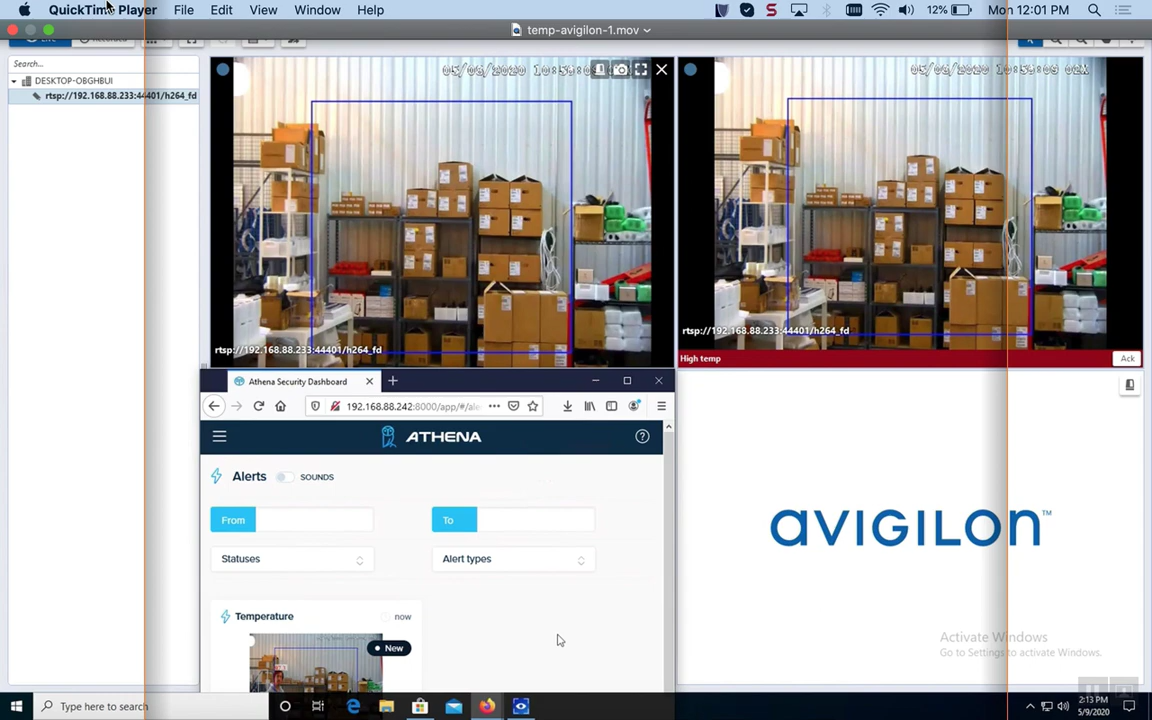 QuickTime Player File Edit View Window Help 12% Mon 12:01 PM
temp-avigilon-1.mov
Search...
DESKTOP-OBGHBUI
rtsp://192.168.88.233:44401/h264_fd
rtsp://192.168.88.233:44401/h264_fd
rtsp://192.168.88.233:44401/h264_fd
High temp
Ack
Athena Security Dashboard
192.168.88.242:8000/app/#/ale
ATHENA
Alerts SOUNDS
From
To
Statuses
Alert types
Temperature
now
New
avigilon™
Activate Windows
Go to Settings to activate Windows.
Type here to search
2:13 PM
5/9/2020